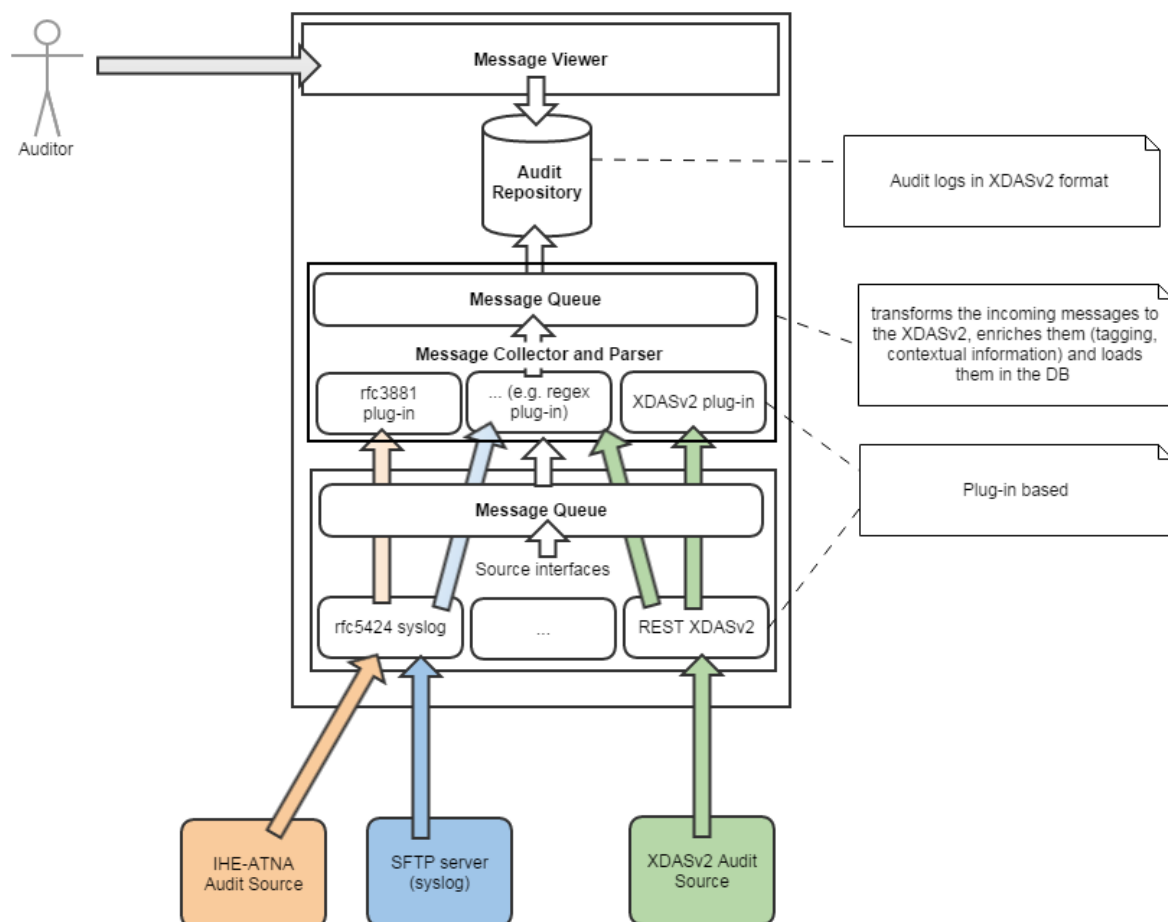 Message Viewer
Auditor
Audit
Repository
Audit logs in XDASv2 format
Message Queue
transforms the incoming messages to
the XDASv2, enriches them (tagging,
contextual information) and loads
them in the DB
Message Collector and Parser
rfc3881
plug-in
... (e.g. regex
plug-in)
XDASv2 plug-in
Plug-in based
Message Queue
Source interfaces
rfc5424 syslog
...
REST XDASv2
IHE-ATNA
Audit Source
SFTP server
(syslog)
XDASv2 Audit
Source